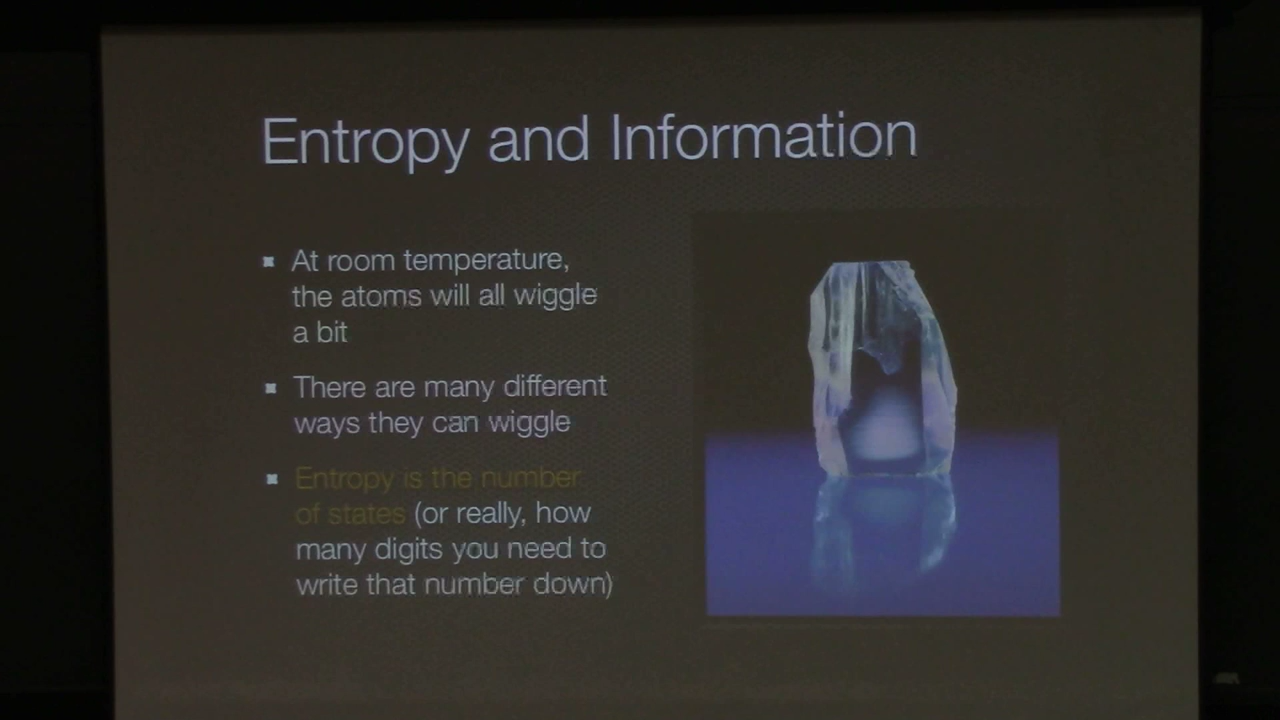 Entropy and Information
At room temperature,
the atoms will all wiggle
a bit
There are many different
ways they can wiggle
Entropy is the number
of states (or really, how
many digits you need to
write that number down)